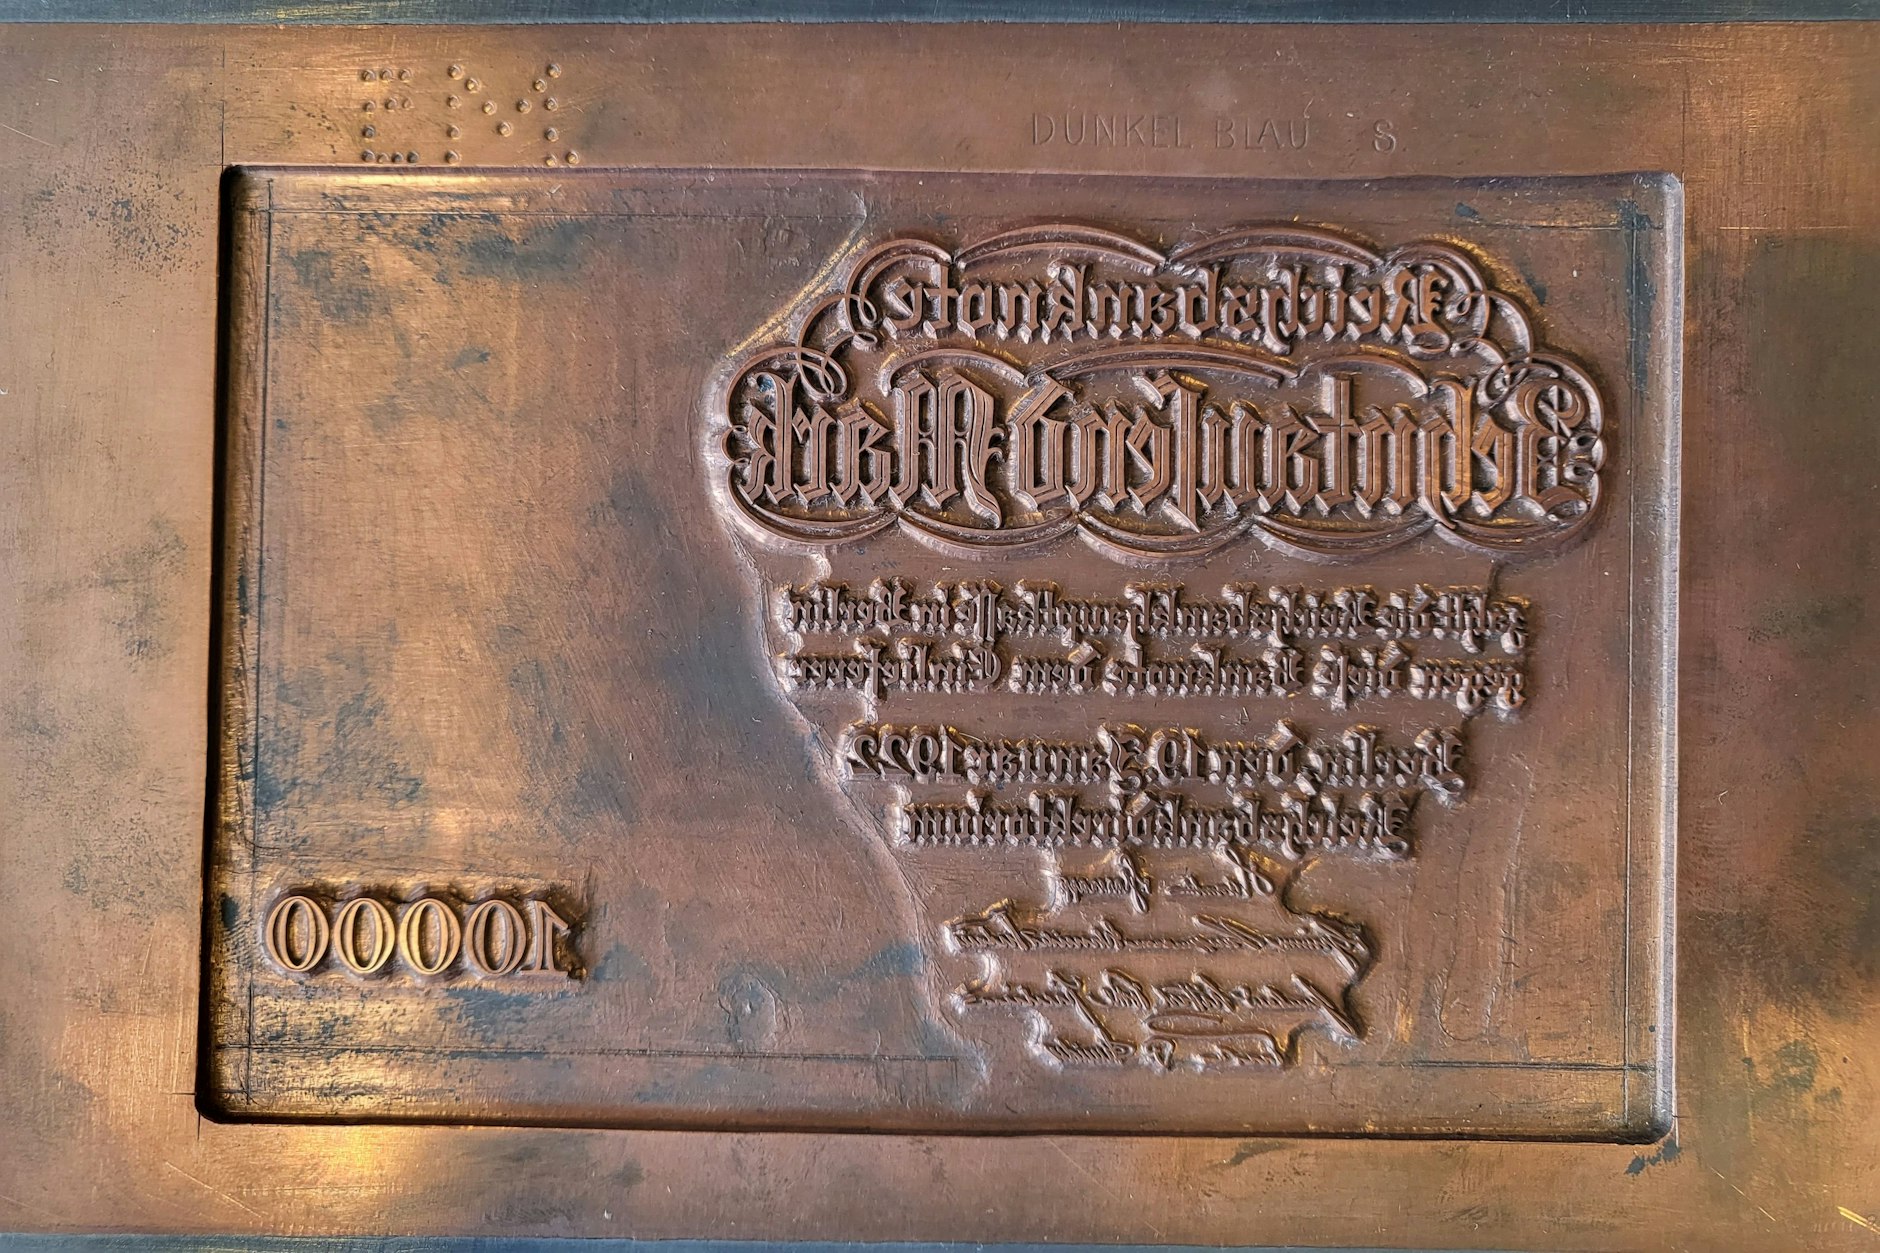 DUNKEL BLAU S.
Reichsbanknote
Zehntausend Mark
zahlt die Reichsbankhauptkasse in Berlin
gegen diese Banknote dem Einlieferer.
Berlin, den 19. Januar 1922
Reichsbankdirektorium
10000